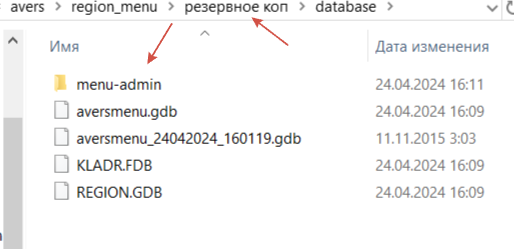 avers > region_menu > резервное коп > database >
Имя Дата изменения
menu-admin 24.04.2024 16:11
aversmenu.gdb 24.04.2024 16:09
aversmenu_24042024_160119.gdb 11.11.2015 3:03
KLADR.FDB 24.04.2024 16:09
REGION.GDB 24.04.2024 16:09